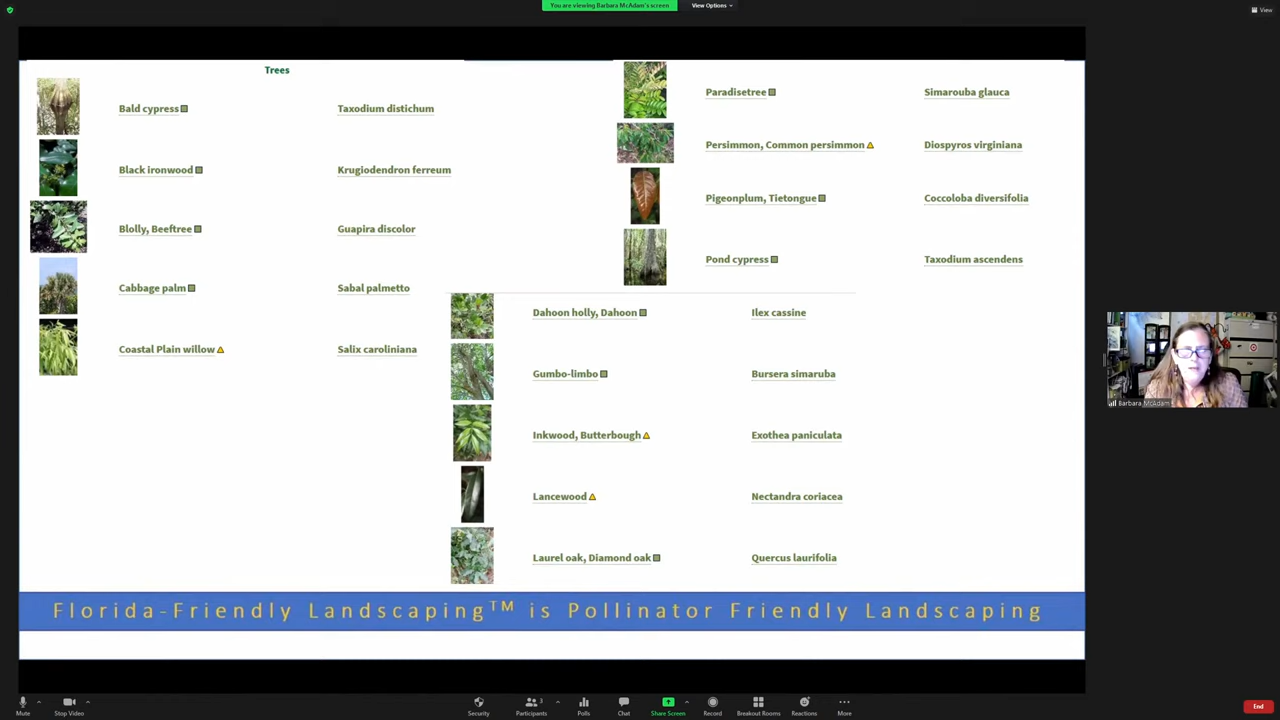 You are viewing Barbara McAdam's screen
View Options
View
Trees
Bald cypress
Taxodium distichum
Black ironwood
Krugiodendron ferreum
Blolly, Beeftree
Guapira discolor
Cabbage palm
Sabal palmetto
Coastal Plain willow
Salix caroliniana
Paradisetree
Simarouba glauca
Persimmon, Common persimmon
Diospyros virginiana
Pigeonplum, Tietongue
Coccoloba diversifolia
Pond cypress
Taxodium ascendens
Dahoon holly, Dahoon
Ilex cassine
Gumbo-limbo
Bursera simaruba
Inkwood, Butterbough
Exothea paniculata
Lancewood
Nectandra coriacea
Laurel oak, Diamond oak
Quercus laurifolia
Florida-Friendly Landscaping™ is Pollinator Friendly Landscaping
Barbara McAdam
Mute
Stop Video
Security
Participants
3
Polls
Chat
Share Screen
Record
Breakout Rooms
Reactions
More
End